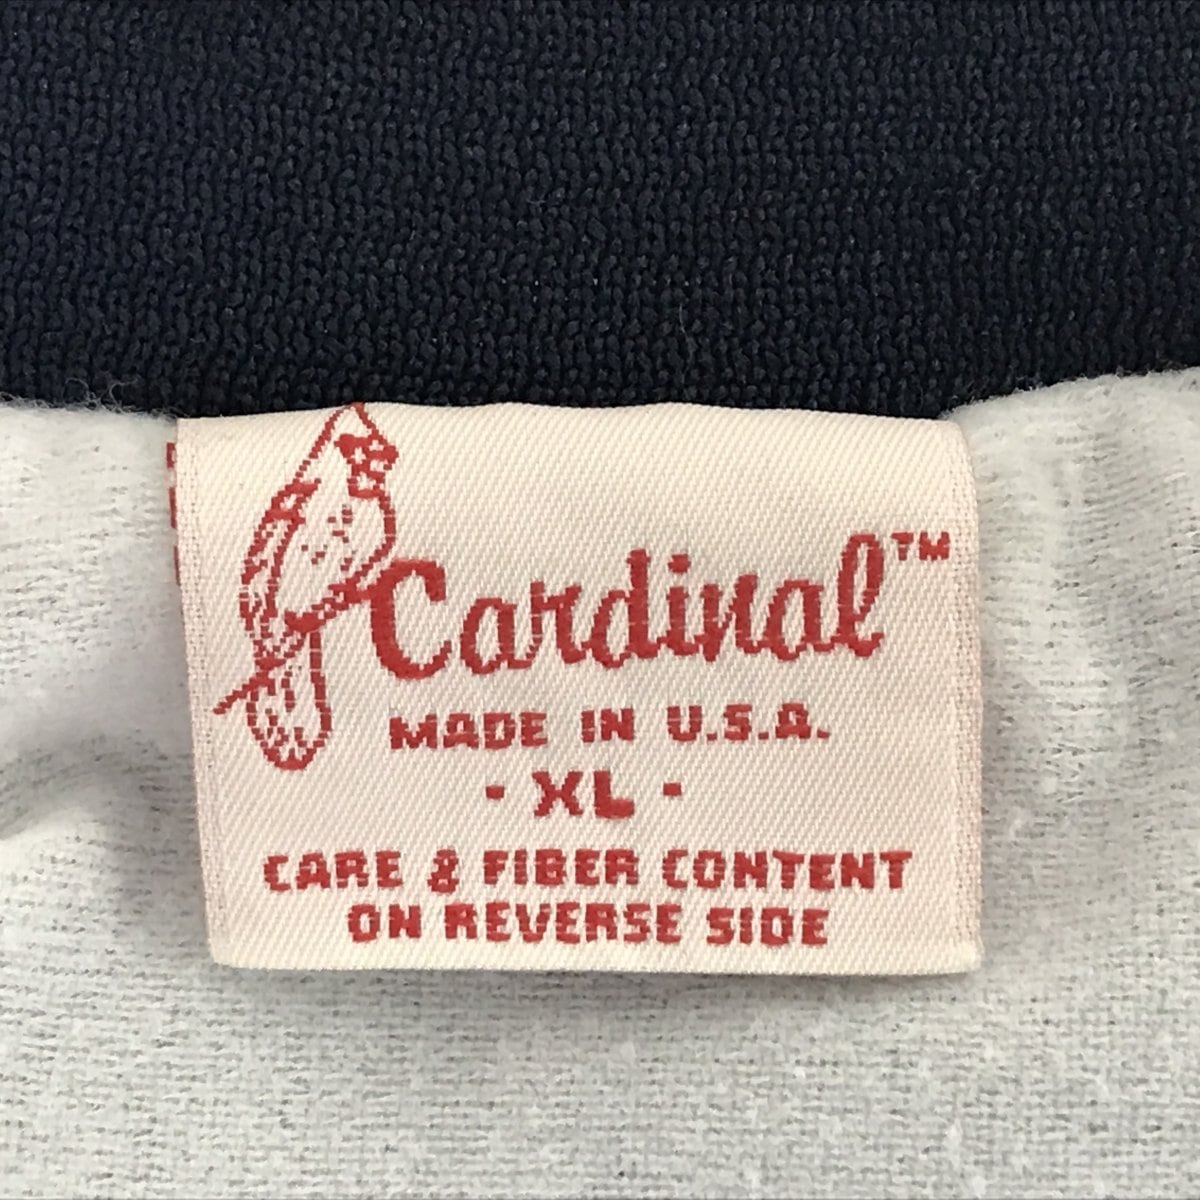 Cardinal™
MADE IN U.S.A.
- XL -
CARE & FIBER CONTENT
ON REVERSE SIDE